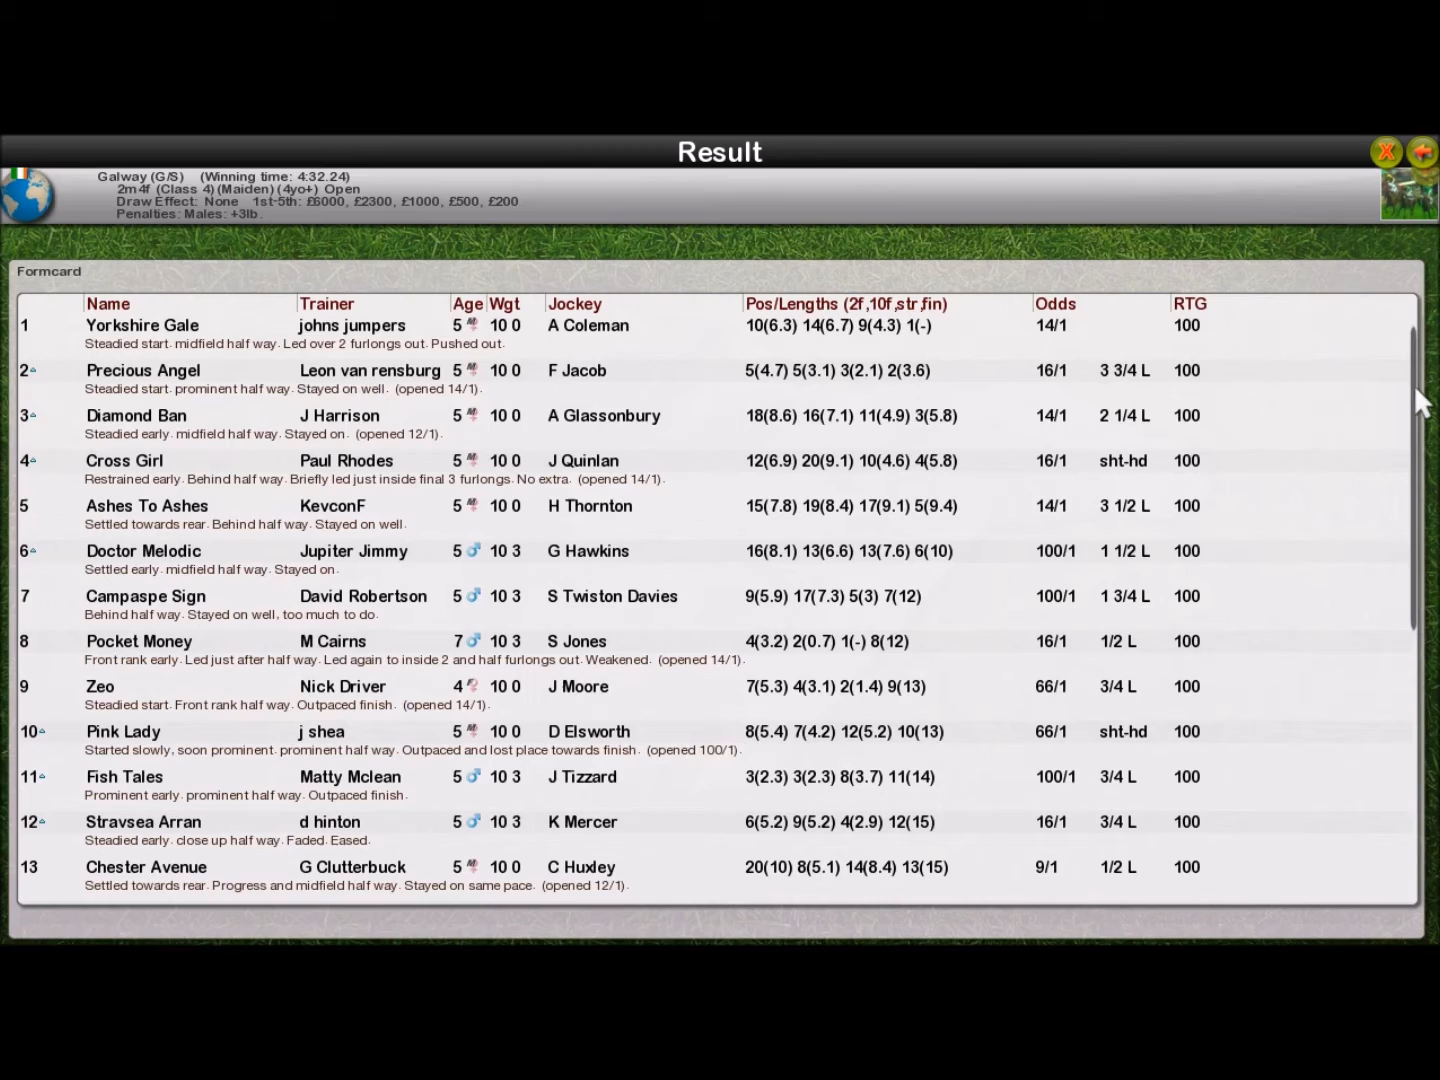 Result
Galway (G/S) (Winning time: 4:32.24)
2m4f (Class 4) (Maiden) (4yo+) Open
Draw Effect: None 1st-5th: £6000, £2300, £1000, £500, £200
Penalties: Males: +3lb.
Formcard
Name Trainer Age Wgt Jockey Pos/Lengths (2f,10f,str,fin) Odds RTG
1 Yorkshire Gale johns jumpers 5 M 10 0 A Coleman 10(6.3) 14(6.7) 9(4.3) 1(-) 14/1 100
Steadied start. midfield half way. Led over 2 furlongs out. Pushed out.
2 Precious Angel Leon van rensburg 5 M 10 0 F Jacob 5(4.7) 5(3.1) 3(2.1) 2(3.6) 16/1 3 3/4 L 100
Steadied start. prominent half way. Stayed on well. (opened 14/1).
3 Diamond Ban J Harrison 5 M 10 0 A Glassonbury 18(8.6) 16(7.1) 11(4.9) 3(5.8) 14/1 2 1/4 L 100
Steadied early. midfield half way. Stayed on. (opened 12/1).
4 Cross Girl Paul Rhodes 5 M 10 0 J Quinlan 12(6.9) 20(9.1) 10(4.6) 4(5.8) 16/1 sht-hd 100
Restrained early. Behind half way. Briefly led just inside final 3 furlongs. No extra. (opened 14/1).
5 Ashes To Ashes KevconF 5 M 10 0 H Thornton 15(7.8) 19(8.4) 17(9.1) 5(9.4) 14/1 3 1/2 L 100
Settled towards rear. Behind half way. Stayed on well.
6 Doctor Melodic Jupiter Jimmy 5 10 3 G Hawkins 16(8.1) 13(6.6) 13(7.6) 6(10) 100/1 1 1/2 L 100
Settled early. midfield half way. Stayed on.
7 Campaspe Sign David Robertson 5 10 3 S Twiston Davies 9(5.9) 17(7.3) 5(3) 7(12) 100/1 1 3/4 L 100
Behind half way. Stayed on well, too much to do.
8 Pocket Money M Cairns 7 10 3 S Jones 4(3.2) 2(0.7) 1(-) 8(12) 16/1 1/2 L 100
Front rank early. Led just after half way. Led again to inside 2 and half furlongs out. Weakened. (opened 14/1).
9 Zeo Nick Driver 4 F 10 0 J Moore 7(5.3) 4(3.1) 2(1.4) 9(13) 66/1 3/4 L 100
Steadied start. Front rank half way. Outpaced finish. (opened 14/1).
10 Pink Lady j shea 5 M 10 0 D Elsworth 8(5.4) 7(4.2) 12(5.2) 10(13) 66/1 sht-hd 100
Started slowly, soon prominent. prominent half way. Outpaced and lost place towards finish. (opened 100/1).
11 Fish Tales Matty Mclean 5 10 3 J Tizzard 3(2.3) 3(2.3) 8(3.7) 11(14) 100/1 3/4 L 100
Prominent early. prominent half way. Outpaced finish.
12 Stravsea Arran d hinton 5 10 3 K Mercer 6(5.2) 9(5.2) 4(2.9) 12(15) 16/1 3/4 L 100
Steadied early. close up half way. Faded. Eased.
13 Chester Avenue G Clutterbuck 5 M 10 0 C Huxley 20(10) 8(5.1) 14(8.4) 13(15) 9/1 1/2 L 100
Settled towards rear. Progress and midfield half way. Stayed on same pace. (opened 12/1).